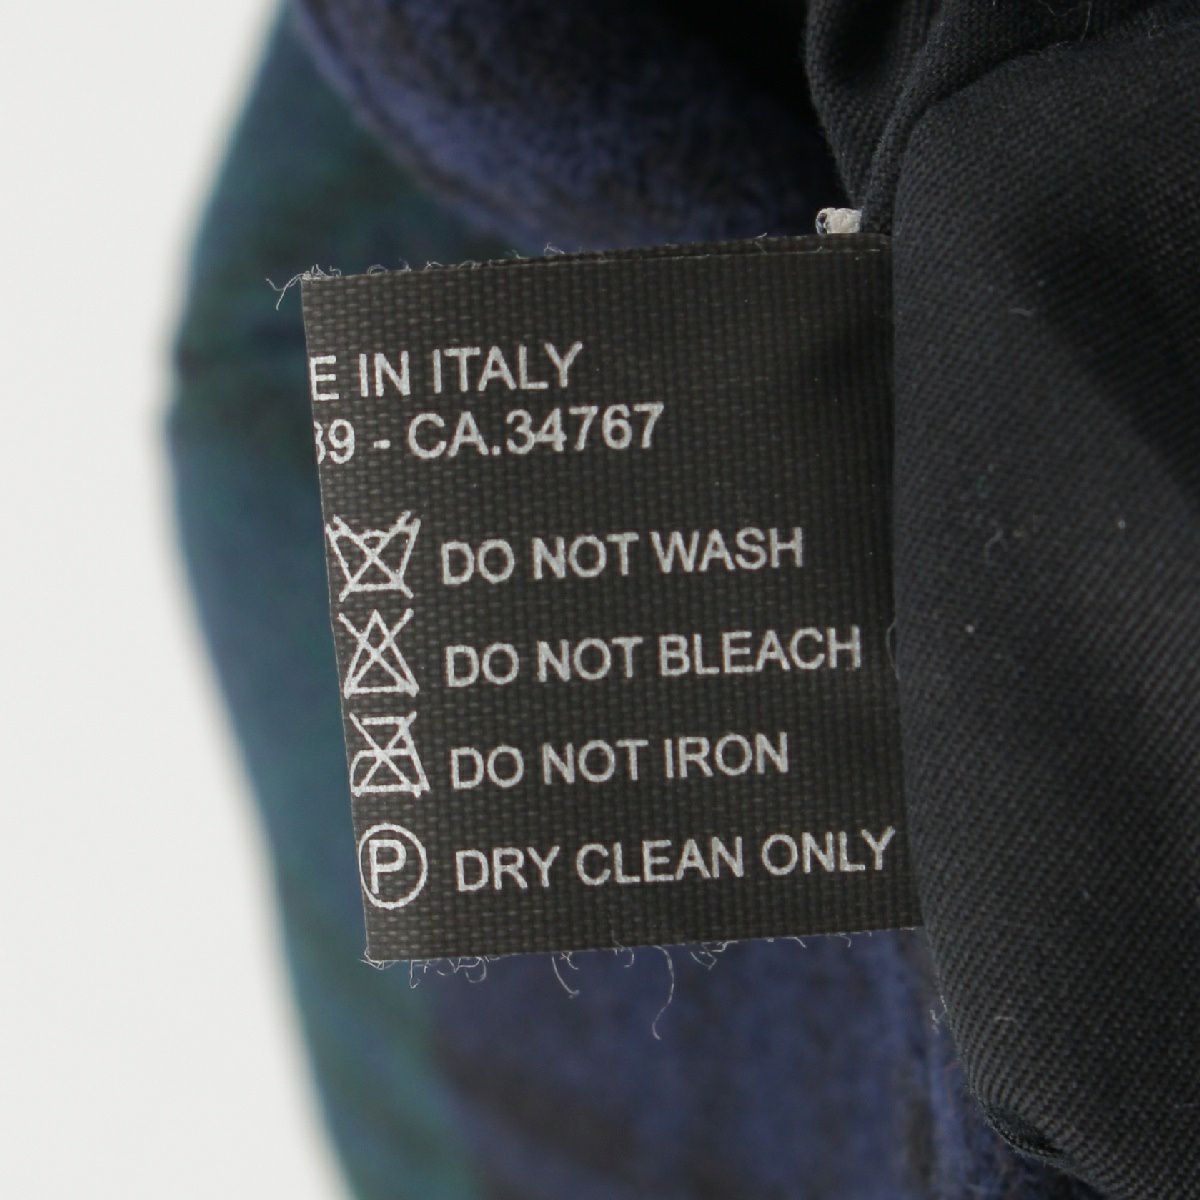 E IN ITALY
39 - CA.34767
DO NOT WASH
DO NOT BLEACH
DO NOT IRON
P DRY CLEAN ONLY